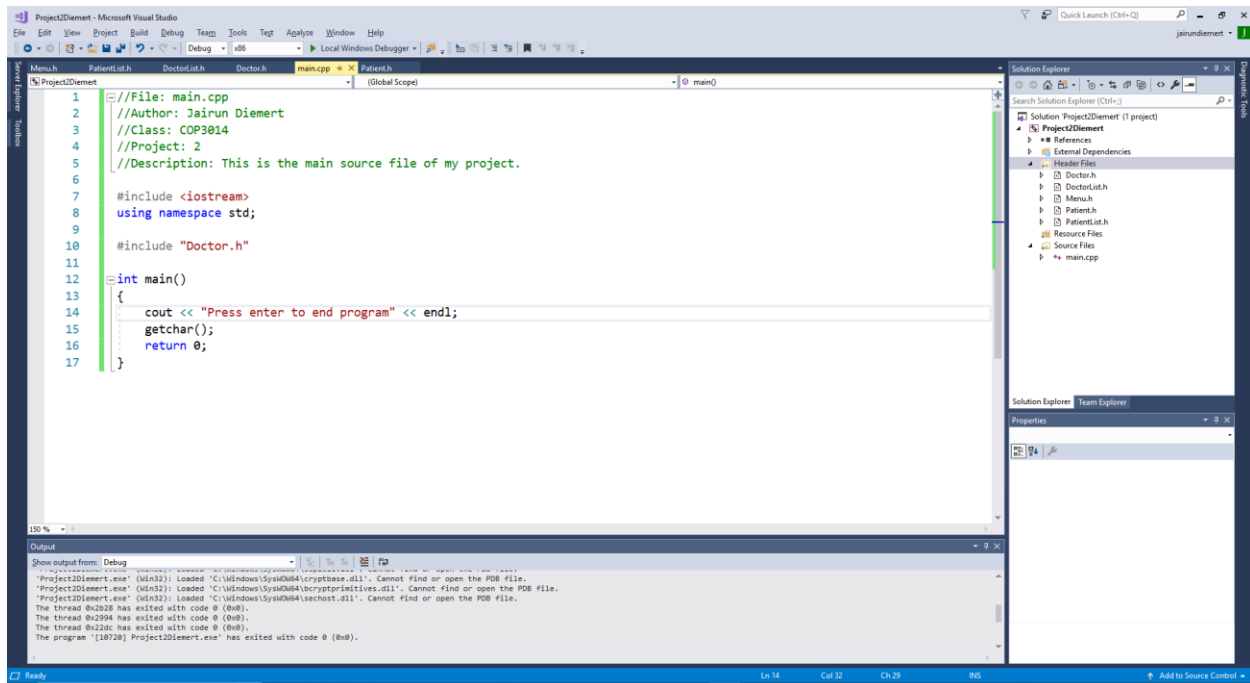 Project2Diemert - Microsoft Visual Studio
Quick Launch (Ctrl+Q)
File Edit View Project Build Debug Team Tools Test Analyze Window Help
jairundiemert
J
Debug x86 Local Windows Debugger
Server Explorer
Toolbox
Menu.h PatientList.h DoctorList.h Doctor.h main.cpp Patient.h
Project2Diemert (Global Scope) main()
1 //File: main.cpp
2 //Author: Jairun Diemert
3 //Class: COP3014
4 //Project: 2
5 //Description: This is the main source file of my project.
6
7 #include <iostream>
8 using namespace std;
9
10 #include "Doctor.h"
11
12 int main()
13 {
14 cout << "Press enter to end program" << endl;
15 getchar();
16 return 0;
17 }
150 %
Solution Explorer
Search Solution Explorer (Ctrl+;)
Solution 'Project2Diemert' (1 project)
Project2Diemert
References
External Dependencies
Header Files
Doctor.h
DoctorList.h
Menu.h
Patient.h
PatientList.h
Resource Files
Source Files
main.cpp
Solution Explorer Team Explorer
Properties
Diagnostic Tools
Output
Show output from: Debug
'Project2Diemert.exe' (Win32): Loaded 'C:\Windows\SysWOW64\cryptbase.dll'. Cannot find or open the PDB file.
'Project2Diemert.exe' (Win32): Loaded 'C:\Windows\SysWOW64\bcryptprimitives.dll'. Cannot find or open the PDB file.
'Project2Diemert.exe' (Win32): Loaded 'C:\Windows\SysWOW64\sechost.dll'. Cannot find or open the PDB file.
The thread 0x2b28 has exited with code 0 (0x0).
The thread 0x2994 has exited with code 0 (0x0).
The thread 0x22dc has exited with code 0 (0x0).
The program '[10720] Project2Diemert.exe' has exited with code 0 (0x0).
Ready Ln 14 Col 32 Ch 29 INS Add to Source Control